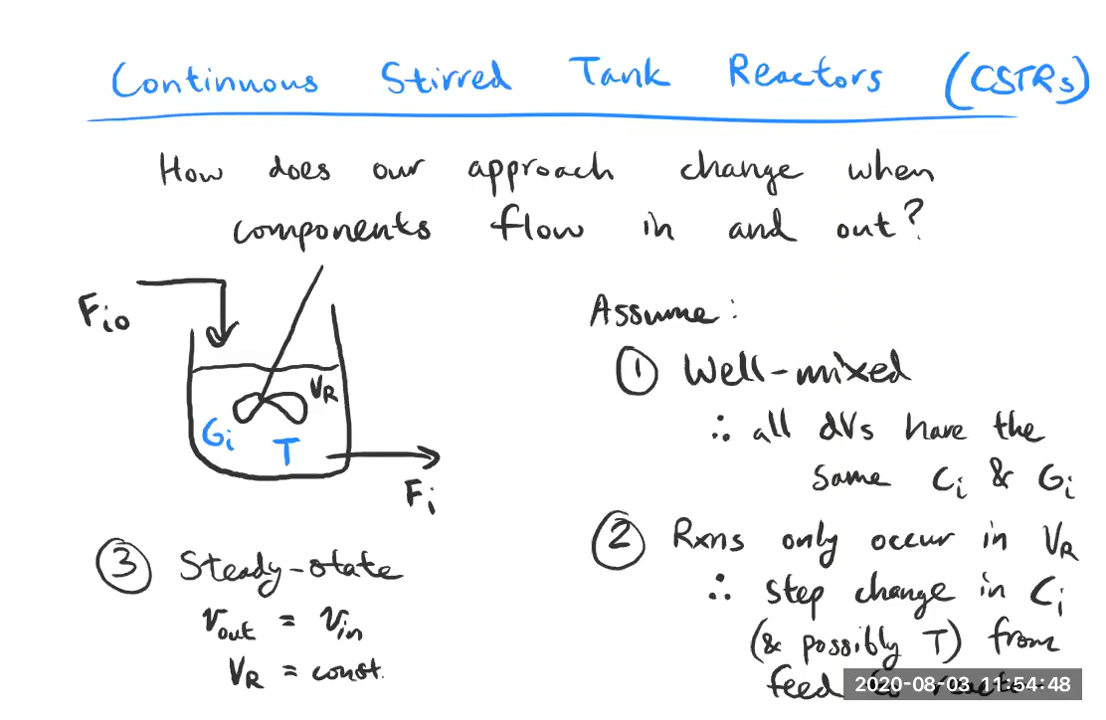 Continuous Stirred Tank Reactors (CSTRs)
How does our approach change when
components flow in and out?
Fio
VR
Gi
T
Fi
Assume:
① Well-mixed
∴ all dVs have the
same Ci & Gi
② Rxns only occur in VR
∴ step change in Ci
(& possibly T) from
feed
③ Steady-state
vout = vin
VR = const.
2020-08-03 11:54:48